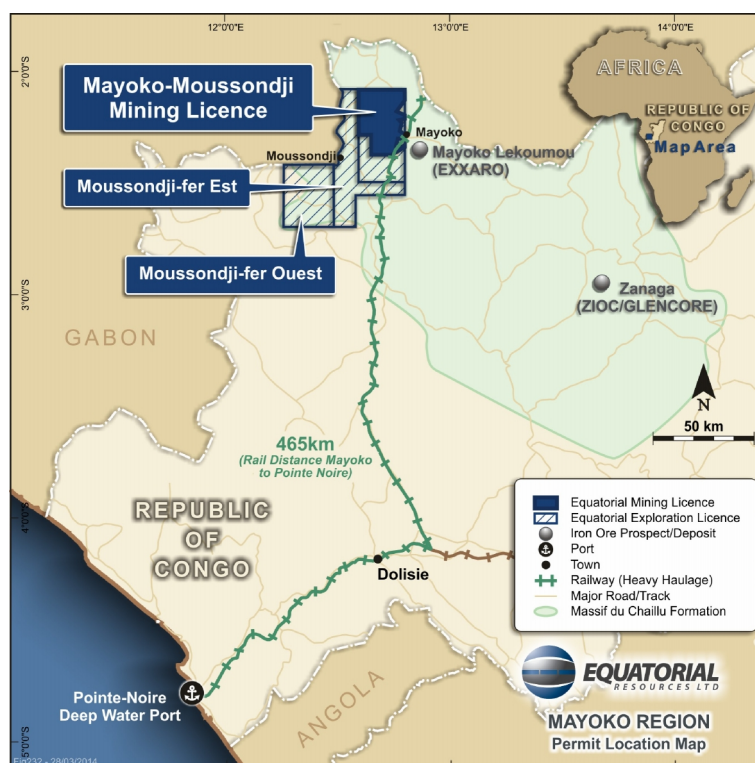 12°0'0"E
13°0'0"E
14°0'0"E
2°0'0"S
3°0'0"S
4°0'0"S
5°0'0"S
Mayoko-Moussondji
Mining Licence
AFRICA
REPUBLIC OF
CONGO
Map Area
Mayoko
Moussondji
Mayoko Lekoumou
(EXXARO)
Moussondji-fer Est
Moussondji-fer Ouest
Zanaga
(ZIOC/GLENCORE)
GABON
N
50 km
465km
(Rail Distance Mayoko
to Pointe Noire)
REPUBLIC
OF
CONGO
Dolisie
Equatorial Mining Licence
Equatorial Exploration Licence
Iron Ore Prospect/Deposit
Port
Town
Railway (Heavy Haulage)
Major Road/Track
Massif du Chaillu Formation
Pointe-Noire
Deep Water Port
ANGOLA
EQUATORIAL
RESOURCES LTD
MAYOKO REGION
Permit Location Map
Fig232 - 28/03/2014